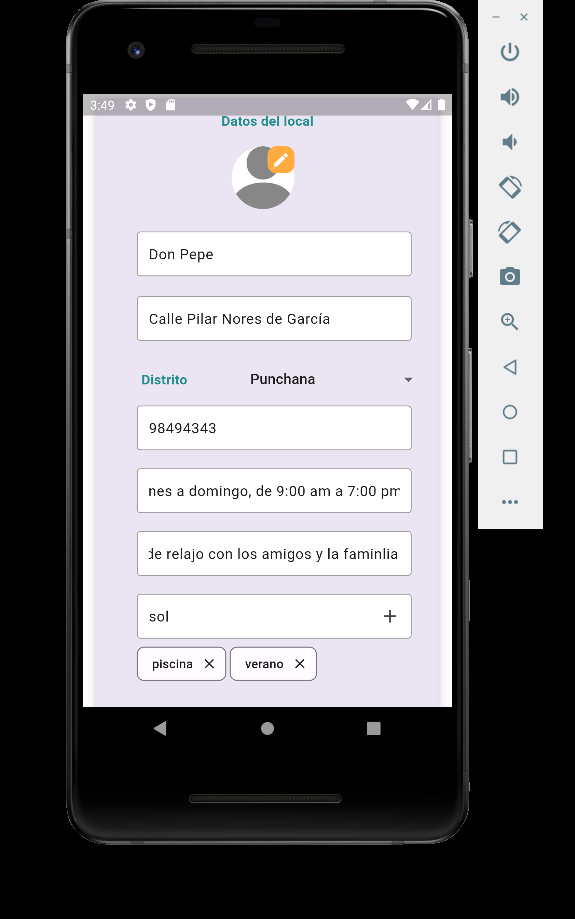 3:49
Datos del local
Don Pepe
Calle Pilar Nores de García
Distrito Punchana
98494343
nes a domingo, de 9:00 am a 7:00 pm
de relajo con los amigos y la faminlia
sol
piscina verano